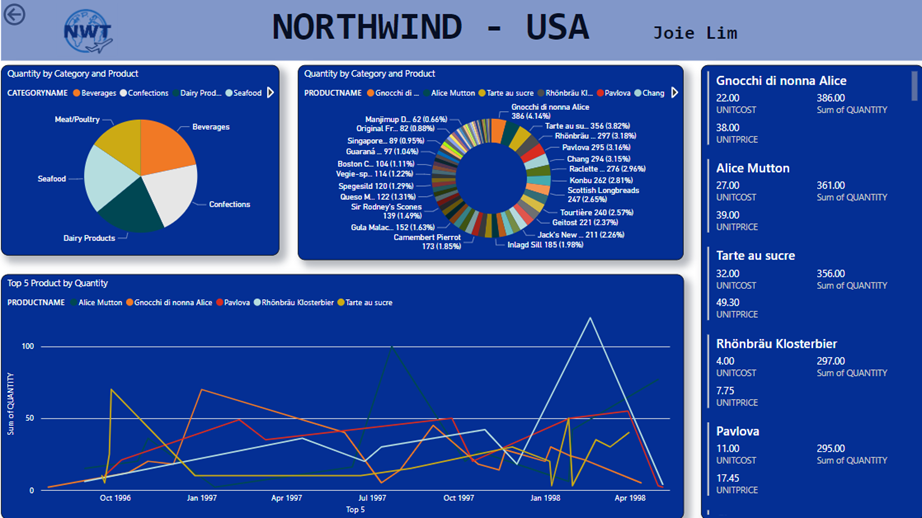 NWT
NORTHWIND - USA
Joie Lim
Quantity by Category and Product
CATEGORYNAME Beverages Confections Dairy Prod... Seafood
Meat/Poultry
Beverages
Seafood
Confections
Dairy Products
Quantity by Category and Product
PRODUCTNAME Gnocchi di ... Alice Mutton Tarte au sucre Rhönbräu Kl... Pavlova Chang
Gnocchi di nonna Alice
386 (4.14%)
Tarte au su... 356 (3.82%)
Rhönbräu ... 297 (3.18%)
Pavlova 295 (3.16%)
Chang 294 (3.15%)
Raclette ... 276 (2.96%)
Konbu 262 (2.81%)
Scottish Longbreads
247 (2.65%)
Tourtière 240 (2.57%)
Geitost 221 (2.37%)
Jack's New ... 211 (2.26%)
Inlagd Sill 185 (1.98%)
Camembert Pierrot
173 (1.85%)
Gula Malac... 152 (1.63%)
Sir Rodney's Scones
139 (1.49%)
Queso M... 122 (1.31%)
Spegesild 120 (1.29%)
Vegie-sp... 114 (1.22%)
Boston C... 104 (1.11%)
Guaraná ... 97 (1.04%)
Singapore... 89 (0.95%)
Original Fr... 82 (0.88%)
Manjimup D... 62 (0.66%)
Top 5 Product by Quantity
PRODUCTNAME Alice Mutton Gnocchi di nonna Alice Pavlova Rhönbräu Klosterbier Tarte au sucre
Sum of QUANTITY
100
50
0
Oct 1996 Jan 1997 Apr 1997 Jul 1997 Oct 1997 Jan 1998 Apr 1998
Top 5
Gnocchi di nonna Alice
22.00 386.00
UNITCOST Sum of QUANTITY
38.00
UNITPRICE
Alice Mutton
27.00 361.00
UNITCOST Sum of QUANTITY
39.00
UNITPRICE
Tarte au sucre
32.00 356.00
UNITCOST Sum of QUANTITY
49.30
UNITPRICE
Rhönbräu Klosterbier
4.00 297.00
UNITCOST Sum of QUANTITY
7.75
UNITPRICE
Pavlova
11.00 295.00
UNITCOST Sum of QUANTITY
17.45
UNITPRICE